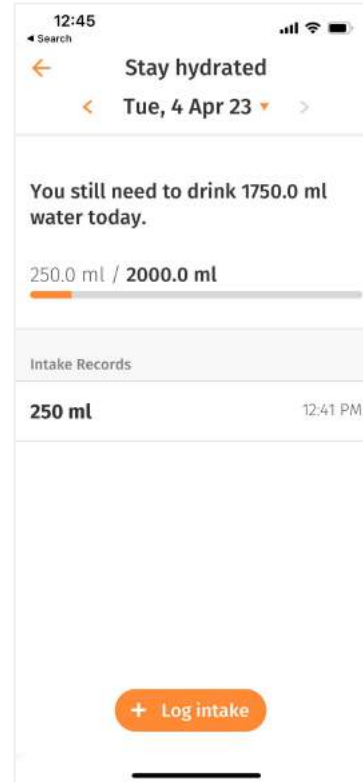 12:45
Search
Stay hydrated
Tue, 4 Apr 23
You still need to drink 1750.0 ml
water today.
250.0 ml / 2000.0 ml
Intake Records
250 ml 12:41 PM
+ Log intake